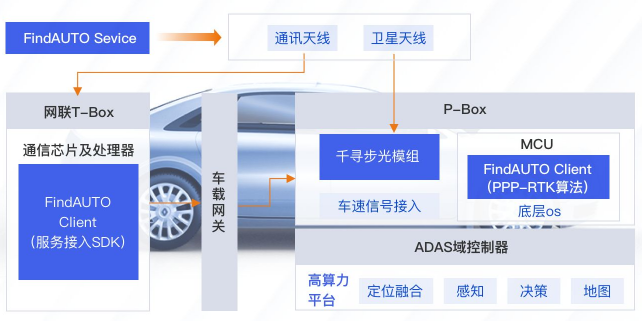 FindAUTO Sevice
通讯天线
卫星天线
网联T-Box
通信芯片及处理器
FindAUTO
Client
(服务接入SDK)
车载网关
P-Box
千寻步光模组
车速信号接入
MCU
FindAUTO Client
(PPP-RTK算法)
底层os
ADAS域控制器
高算力
平台
定位融合
感知
决策
地图